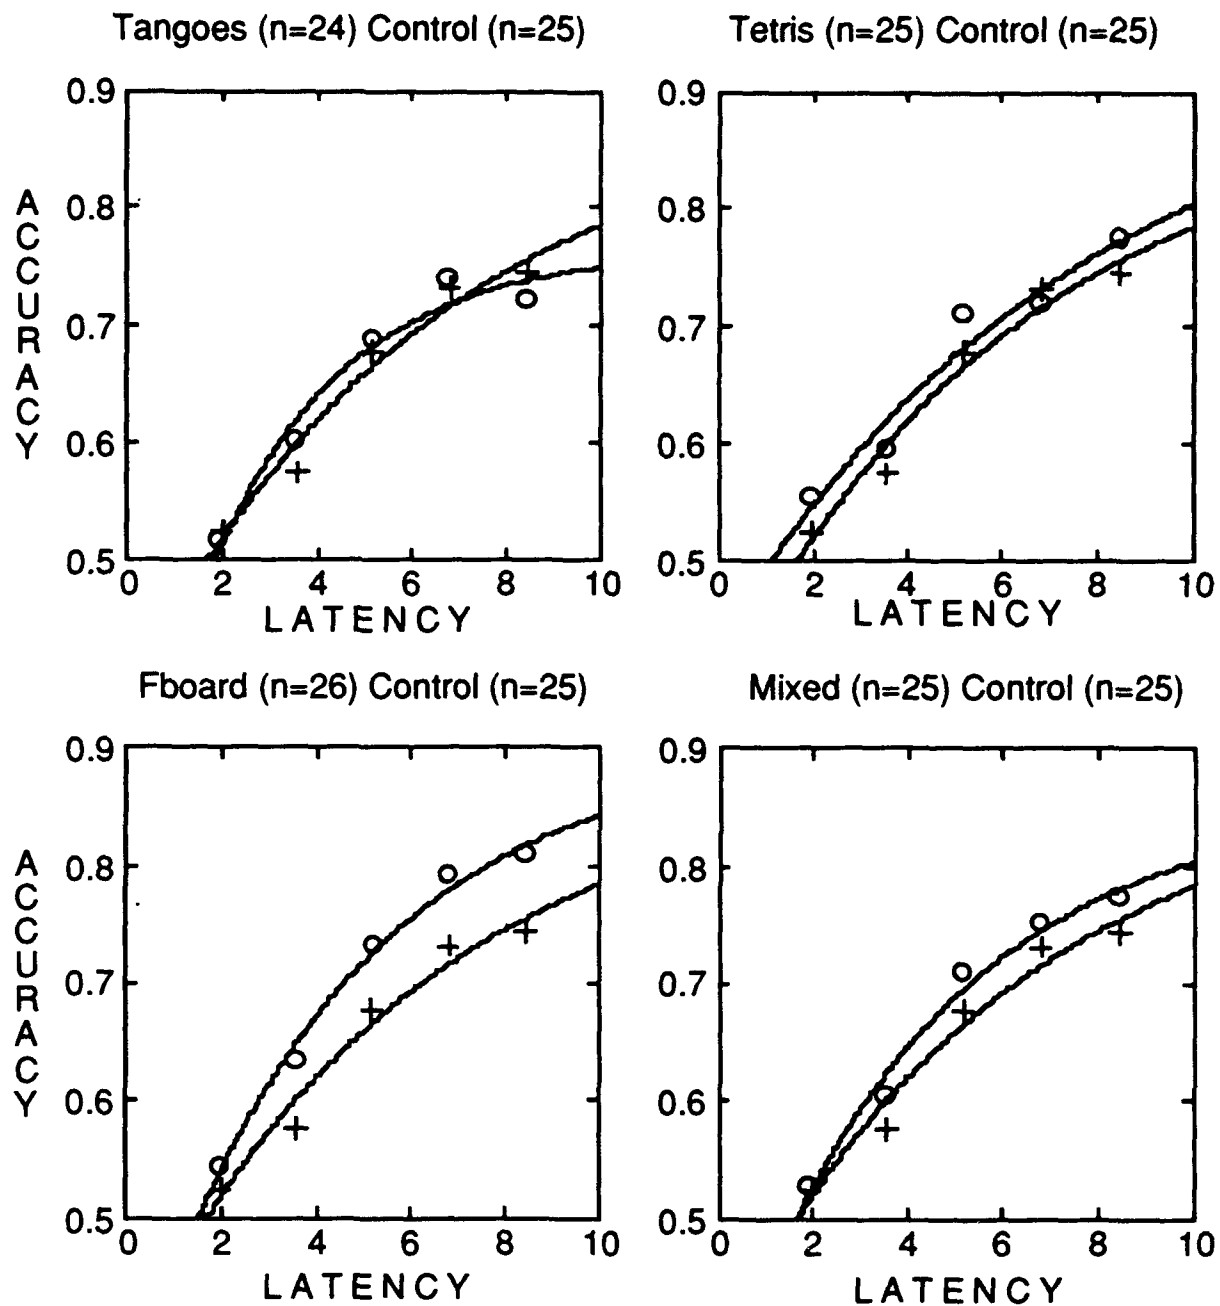 Tangoes (n=24) Control (n=25)
Tetris (n=25) Control (n=25)
0.9
0.8
0.7
0.6
0.5
ACCURACY
0 2 4 6 8 10
LATENCY
0.9
0.8
0.7
0.6
0.5
0 2 4 6 8 10
LATENCY
Fboard (n=26) Control (n=25)
Mixed (n=25) Control (n=25)
0.9
0.8
0.7
0.6
0.5
ACCURACY
0 2 4 6 8 10
LATENCY
0.9
0.8
0.7
0.6
0.5
0 2 4 6 8 10
LATENCY